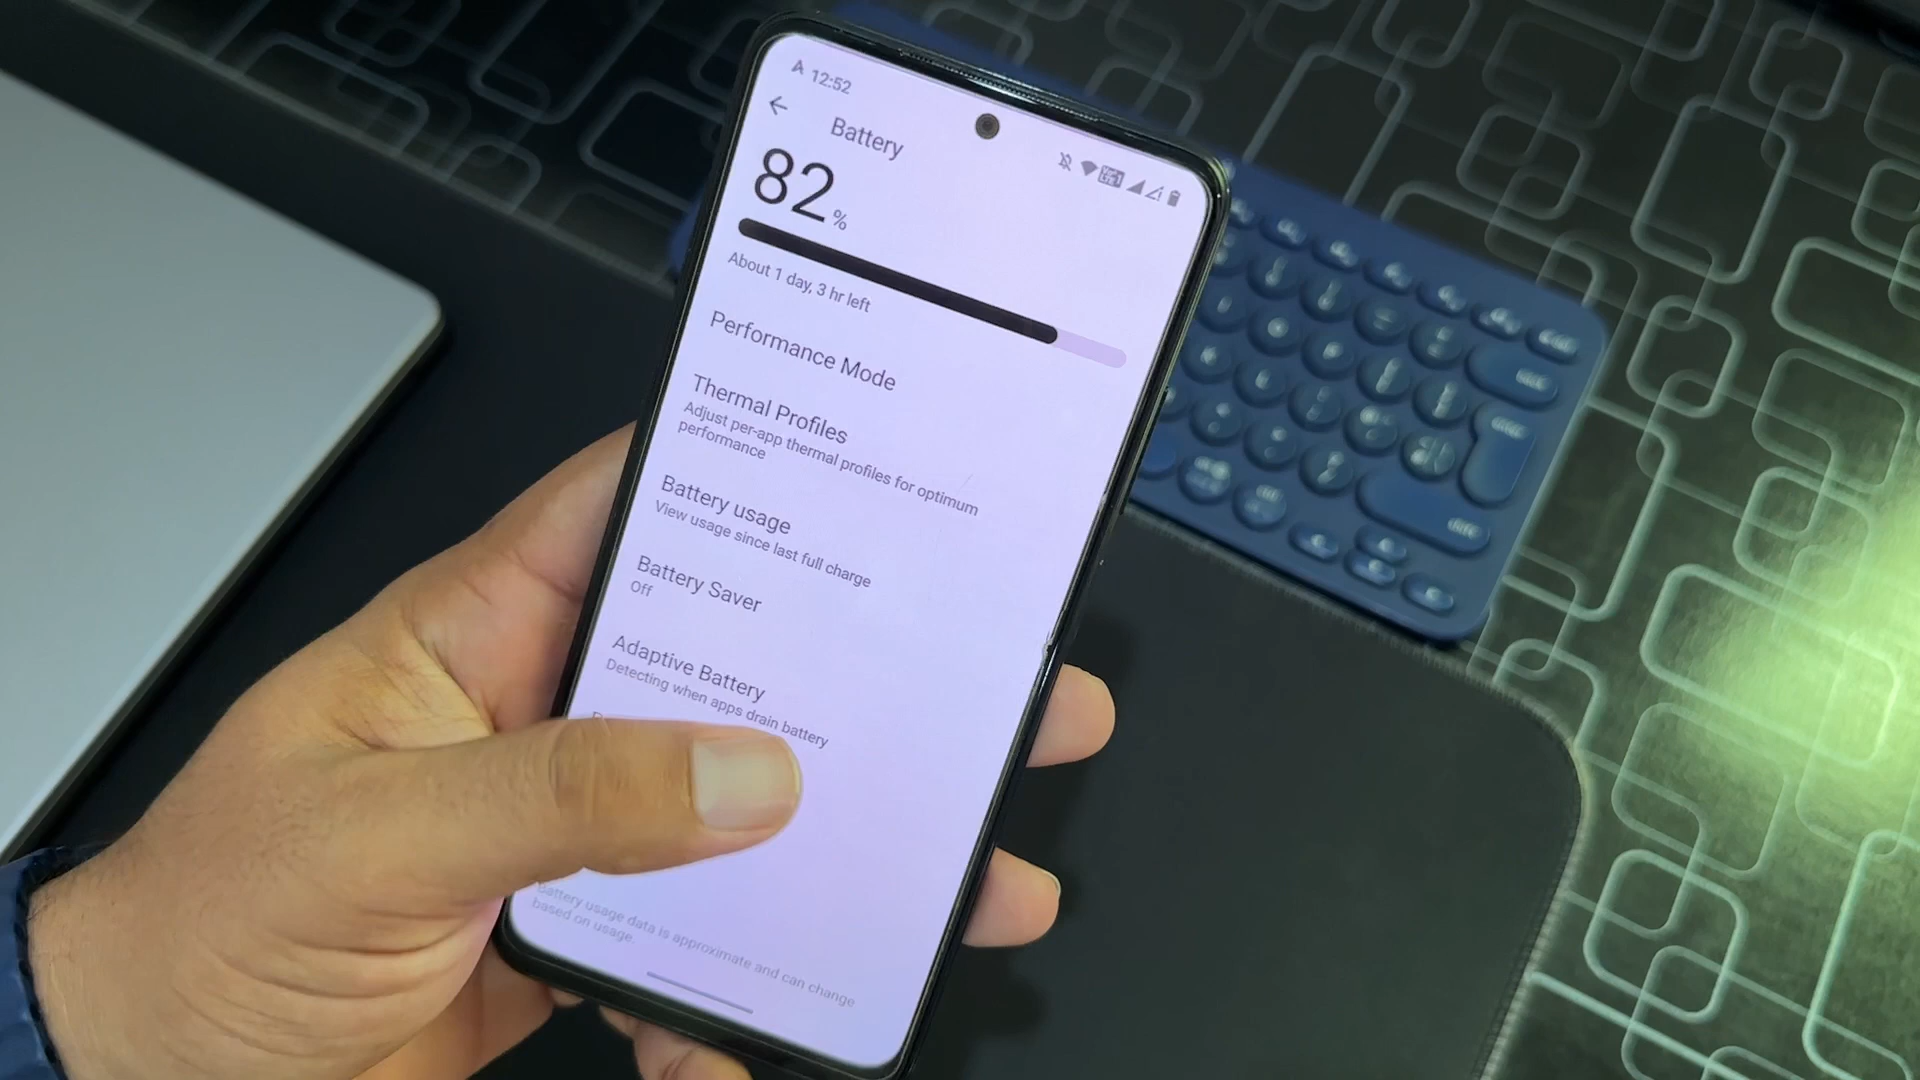 12:52
Battery
82%
About 1 day, 3 hr left
Performance Mode
Thermal Profiles
Adjust per-app thermal profiles for optimum
performance
Battery usage
View usage since last full charge
Battery Saver
Off
Adaptive Battery
Detecting when apps drain battery
Battery usage data is approximate and can change
based on usage.